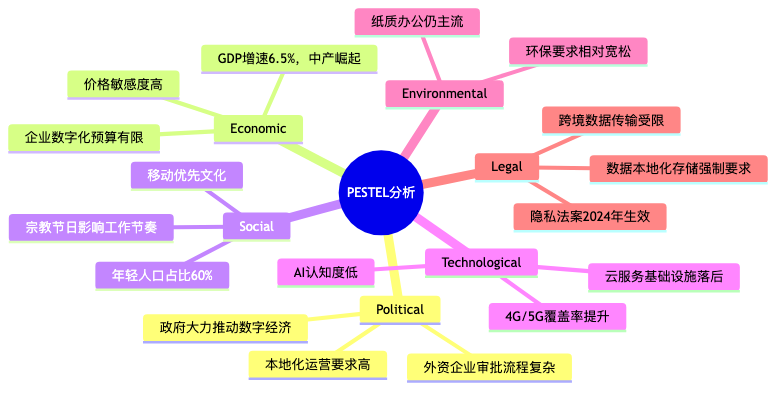 PESTEL分析
Political
政府大力推动数字经济
本地化运营要求高
外资企业审批流程复杂
Economic
GDP增速6.5%，中产崛起
价格敏感度高
企业数字化预算有限
Social
移动优先文化
宗教节日影响工作节奏
年轻人口占比60%
Technological
AI认知度低
4G/5G覆盖率提升
云服务基础设施落后
Environmental
纸质办公仍主流
环保要求相对宽松
Legal
跨境数据传输受限
数据本地化存储强制要求
隐私法案2024年生效